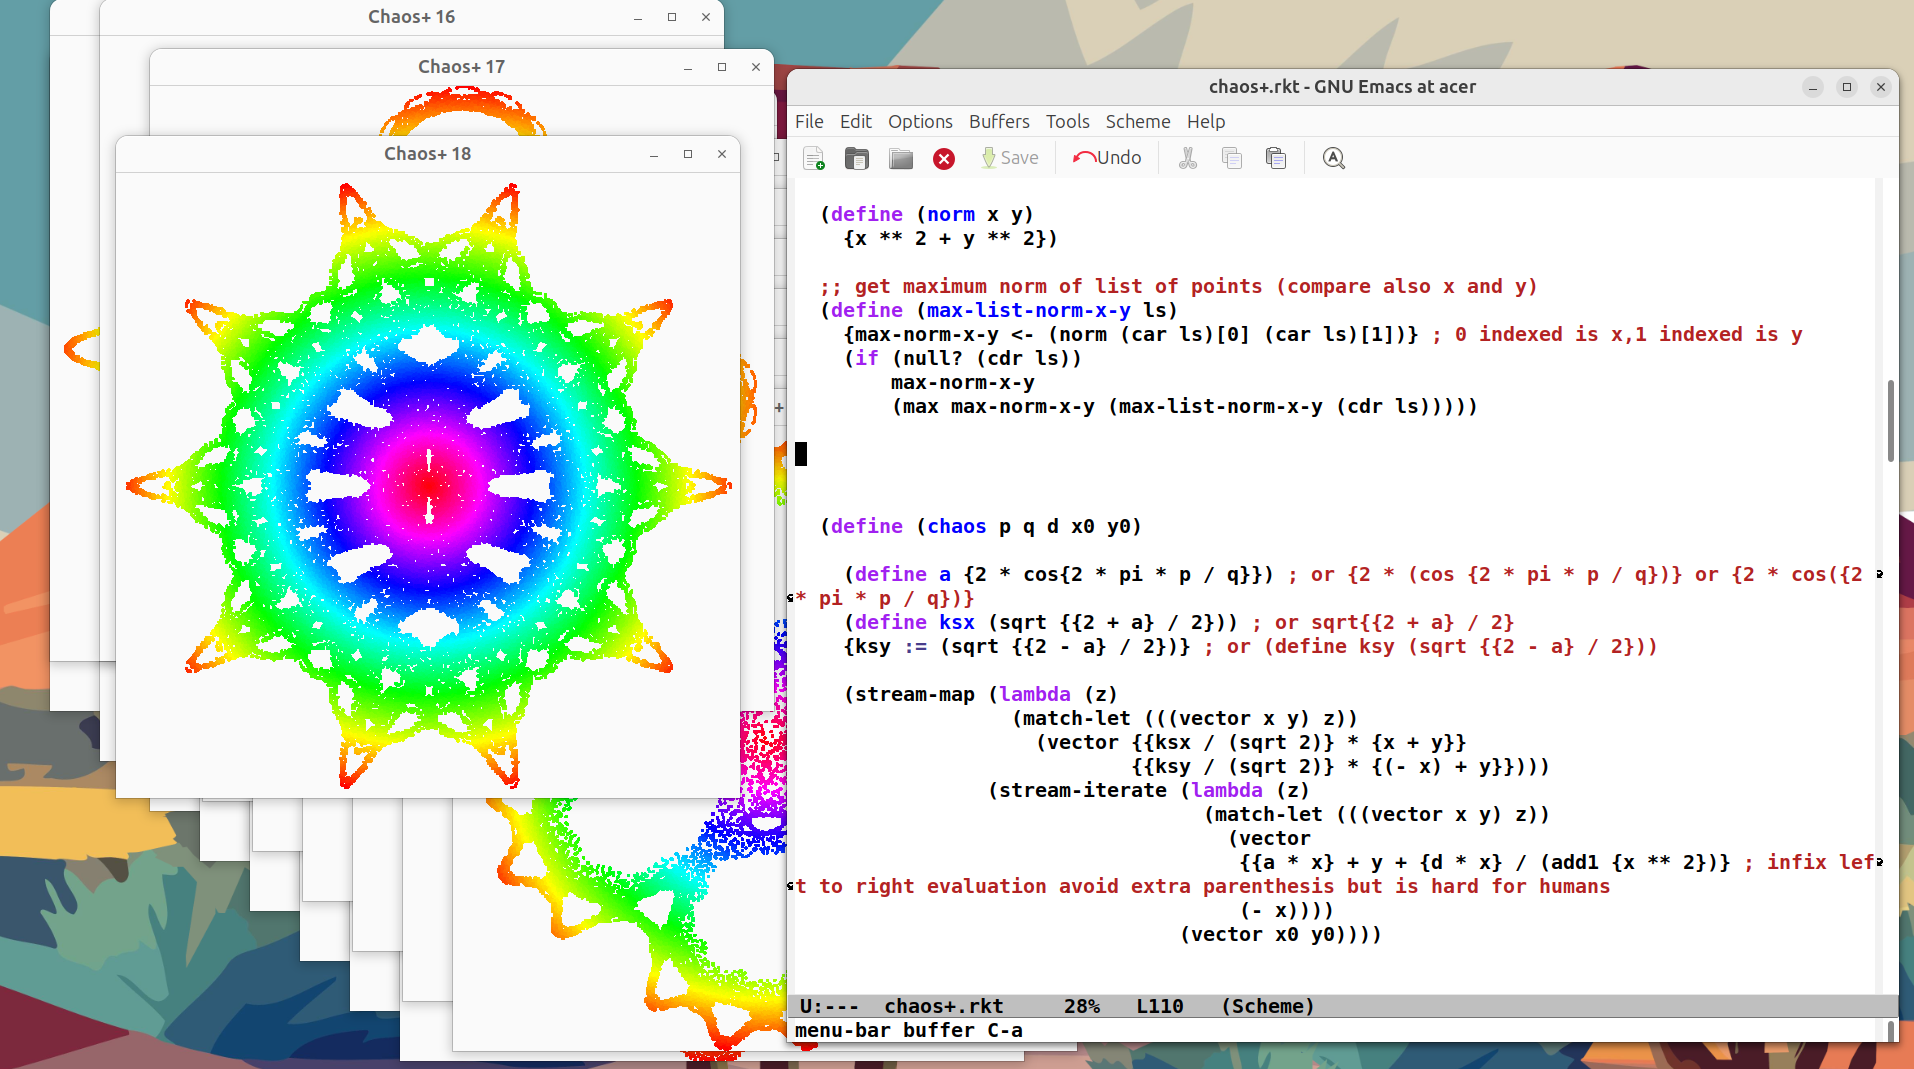 Chaos+ 16
Chaos+ 17
Chaos+ 18
+
chaos+.rkt - GNU Emacs at acer
File Edit Options Buffers Tools Scheme Help
Save Undo
(define (norm x y)
{x ** 2 + y ** 2})
;; get maximum norm of list of points (compare also x and y)
(define (max-list-norm-x-y ls)
{max-norm-x-y <- (norm (car ls)[0] (car ls)[1])} ; 0 indexed is x,1 indexed is y
(if (null? (cdr ls))
max-norm-x-y
(max max-norm-x-y (max-list-norm-x-y (cdr ls)))))
(define (chaos p q d x0 y0)
(define a {2 * cos{2 * pi * p / q}}) ; or {2 * (cos {2 * pi * p / q})} or {2 * cos({2
* pi * p / q})}
(define ksx (sqrt {{2 + a} / 2})) ; or sqrt{{2 + a} / 2}
{ksy := (sqrt {{2 - a} / 2})} ; or (define ksy (sqrt {{2 - a} / 2}))
(stream-map (lambda (z)
(match-let (((vector x y) z))
(vector {{ksx / (sqrt 2)} * {x + y}}
{{ksy / (sqrt 2)} * {(- x) + y}})))
(stream-iterate (lambda (z)
(match-let (((vector x y) z))
(vector
{{a * x} + y + {d * x} / (add1 {x ** 2})} ; infix lef
t to right evaluation avoid extra parenthesis but is hard for humans
(- x))))
(vector x0 y0))))
U:--- chaos+.rkt 28% L110 (Scheme)
menu-bar buffer C-a